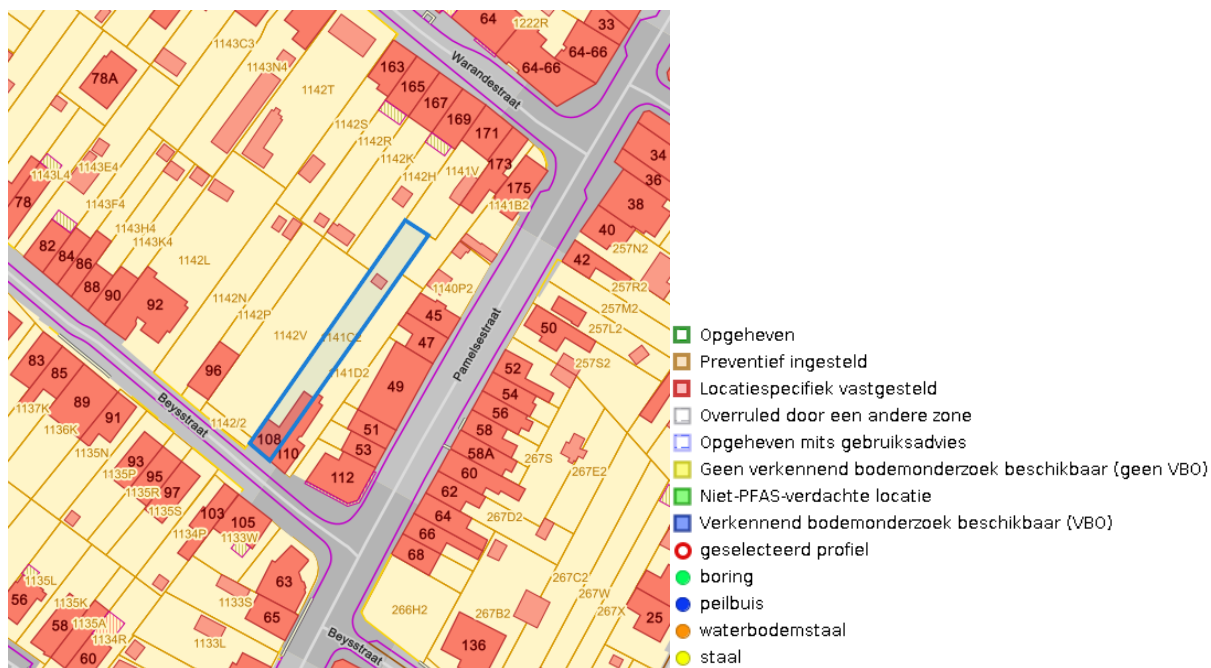 64
1222R
33
64-66
64-66
1143C3
78A
1143N4
1142T
163
165
167
169
171
173
175
Warandestraat
1142S
1142R
1142K
1142H
1141V
1141B2
34
36
38
40
42
257N2
257R2
257M2
257L2
257S2
1143L4
1143E4
1143F4
1143H4
1143K4
78
82
84
86
88
90
92
1142L
1142N
1142P
1142V
1141C2
1141D2
1140P2
45
47
49
51
53
112
Pamelsestraat
50
52
54
56
58
58A
60
62
64
66
68
96
1142/2
108
110
Beysstraat
83
85
89
91
1137K
1136K
1135N
1135P
1135R
1135S
93
95
97
103
105
1134P
1133W
267S
267E2
267D2
267C2
267W
267X
267B2
266H2
25
136
63
65
1133S
1133L
1135L
1135K
1135A
1134R
56
58
60
Beysstraat
Opgeheven
Preventief ingesteld
Locatiespecifiek vastgesteld
Overruled door een andere zone
Opgeheven mits gebruiksadvies
Geen verkennend bodemonderzoek beschikbaar (geen VBO)
Niet-PFAS-verdachte locatie
Verkennend bodemonderzoek beschikbaar (VBO)
geselecteerd profiel
boring
peilbuis
waterbodemstaal
staal